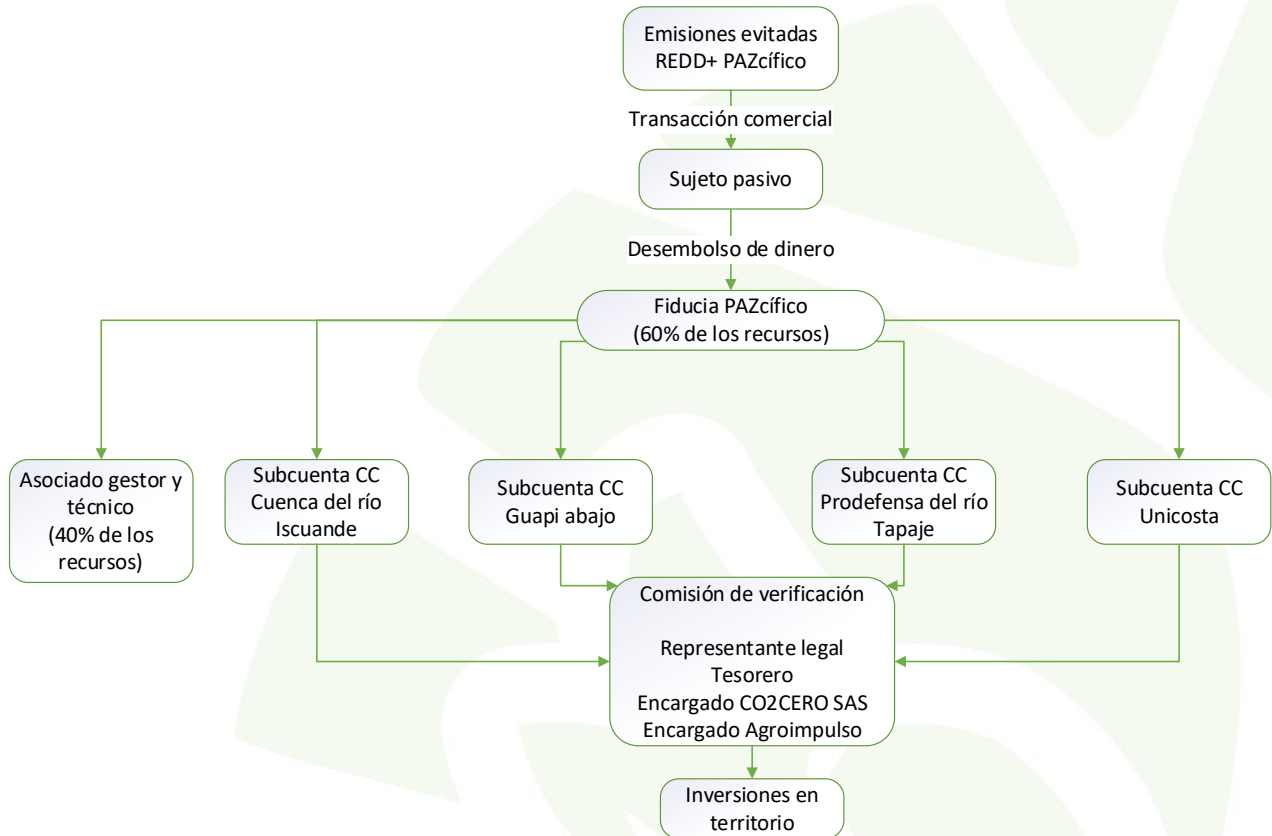 Emisiones evitadas
REDD+ PAZcífico
Transacción comercial
Sujeto pasivo
Desembolso de dinero
Fiducia PAZcífico
(60% de los recursos)
Asociado gestor y
técnico
(40% de los
recursos)
Subcuenta CC
Cuenca del río
Iscuande
Subcuenta CC
Guapi abajo
Subcuenta CC
Prodefensa del río
Tapaje
Subcuenta CC
Unicosta
Comisión de verificación
Representante legal
Tesorero
Encargado CO2CERO SAS
Encargado Agroimpulso
Inversiones en
territorio